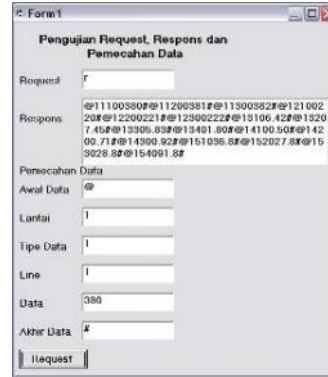 Form1
Pengujian Request, Respons dan
Pemecahan Data
Request
r
Respons
@11100380#@11200381#@11300382#@121002
20#@12200221#@12300222#@13106.42#@1320
7.45#@13305.83#@13401.80#@14100.50#@142
00.71#@14300.92#@151036.8#@152027.8#@15
3028.8#@154091.8#
Pemecahan Data
Awal Data
@
Lantai
1
Tipe Data
1
Line
1
Data
380
Akhir Data
#
Request